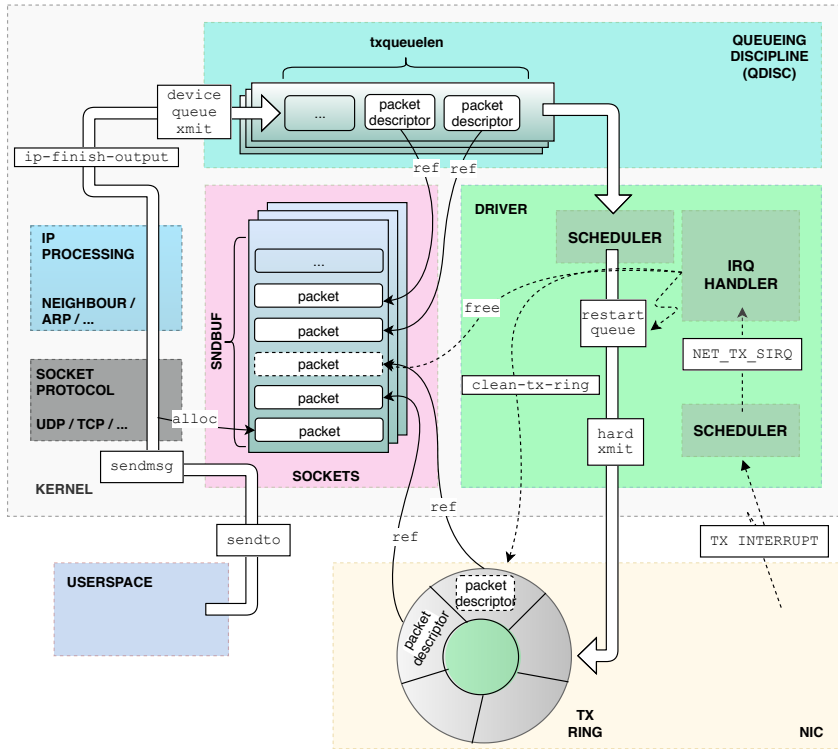 txqueuelen
QUEUEING
DISCIPLINE
(QDISC)
device
queue
xmit
...
packet
descriptor
packet
descriptor
ip-finish-output
ref
ref
DRIVER
SCHEDULER
IRQ
HANDLER
IP
PROCESSING
NEIGHBOUR /
ARP / ...
SNDBUF
...
packet
packet
packet
packet
packet
free
restart
queue
NET_TX_SIRQ
clean-tx-ring
SOCKET
PROTOCOL
UDP / TCP / ...
alloc
hard
xmit
SCHEDULER
sendmsg
SOCKETS
KERNEL
ref
ref
sendto
TX INTERRUPT
USERSPACE
packet
descriptor
packet
descriptor
TX
RING
NIC